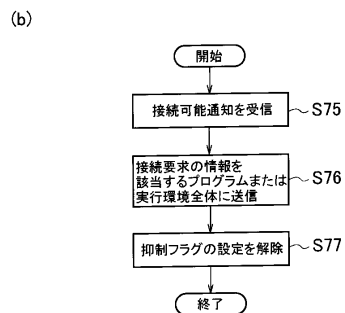 (b)
開始
接続可能通知を受信
S75
接続要求の情報を
該当するプログラムまたは
実行環境全体に送信
S76
抑制フラグの設定を解除
S77
終了